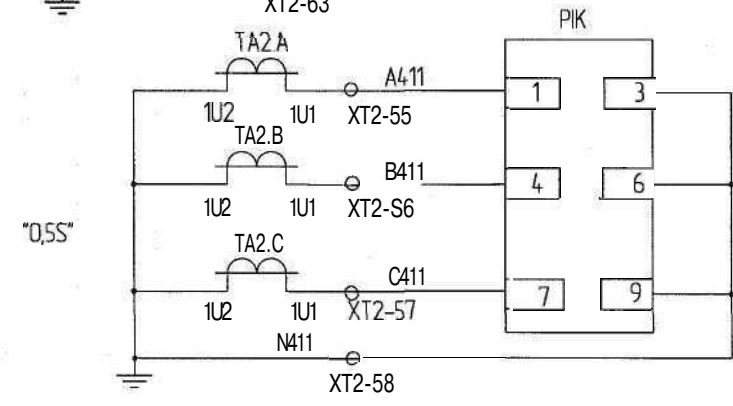 XT2-63
PIK
TA2.A
A411
1 3
1U2 1U1 XT2-55
TA2.B
B411
4 6
1U2 1U1 XT2-S6
"0,5S"
TA2.C
C411
7 9
1U2 1U1 XT2-57
N411
XT2-58